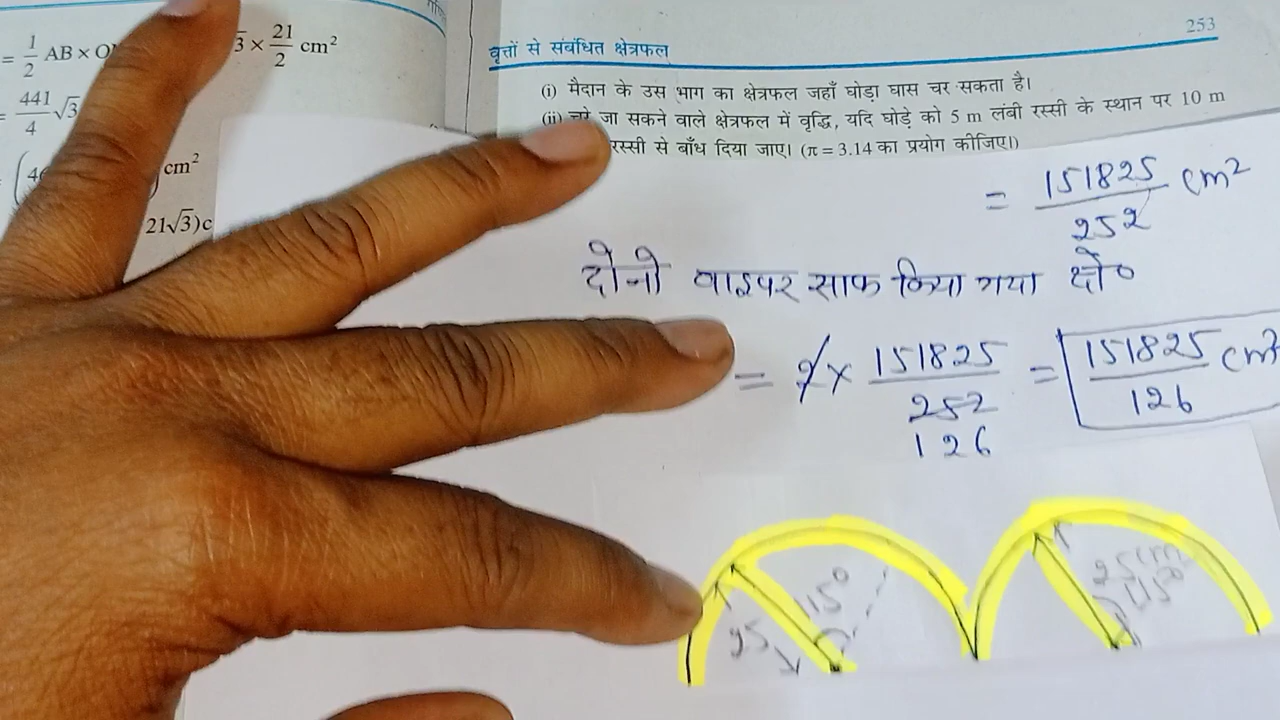 = 1/2 AB × O
3 × 21/2 cm²
= 441/4 √3
cm²
21√3)c
253
वृत्तों से संबंधित क्षेत्रफल
(i) मैदान के उस भाग का क्षेत्रफल जहाँ घोड़ा घास चर सकता है।
(ii) चरे जा सकने वाले क्षेत्रफल में वृद्धि, यदि घोड़े को 5 m लंबी रस्सी के स्थान पर 10 m
रस्सी से बाँध दिया जाए। (π = 3.14 का प्रयोग कीजिए।)
= 151825/252 cm²
दोनो वाइपर साफ किया गया क्षे०
= 2 × 151825/252 = 151825/126 cm²
126
25 15°
25cm 115°